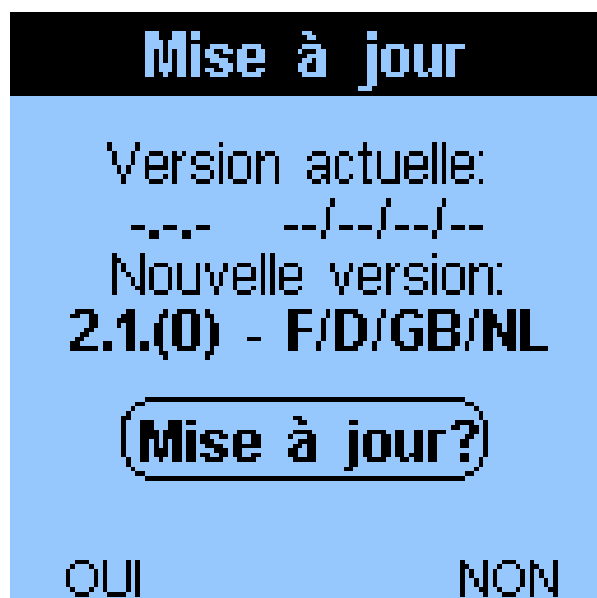 Mise à jour
Version actuelle:
-.-.- --/--/--/--
Nouvelle version:
2.1.(0) - F/D/GB/NL
Mise à jour?
OUI NON